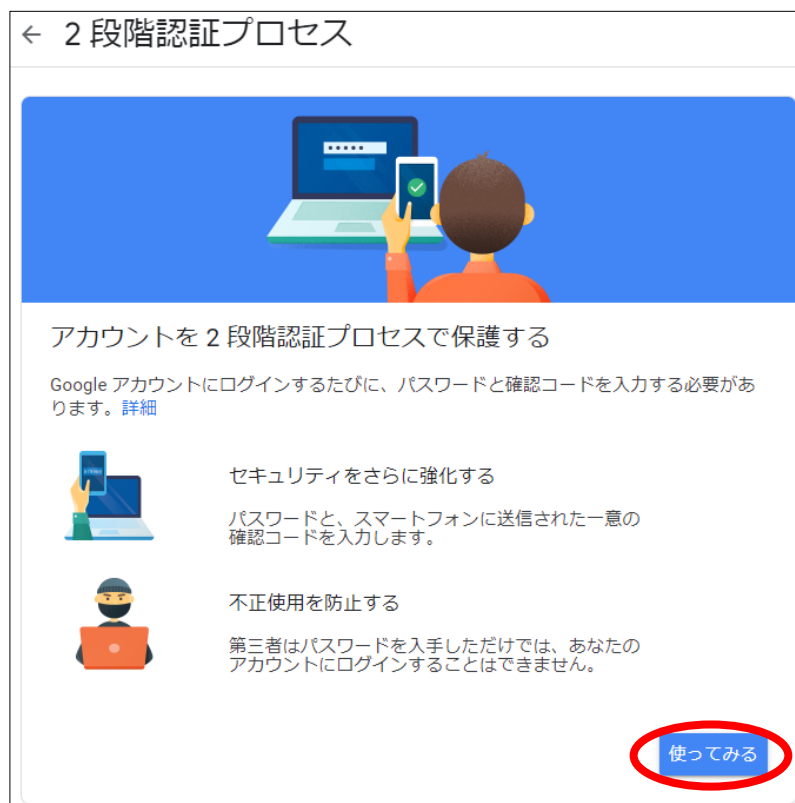 ← 2 段階認証プロセス
アカウントを 2 段階認証プロセスで保護する
Google アカウントにログインするたびに、パスワードと確認コードを入力する必要があ
ります。詳細
セキュリティをさらに強化する
パスワードと、スマートフォンに送信された一意の
確認コードを入力します。
不正使用を防止する
第三者はパスワードを入手しただけでは、あなたの
アカウントにログインすることはできません。
使ってみる